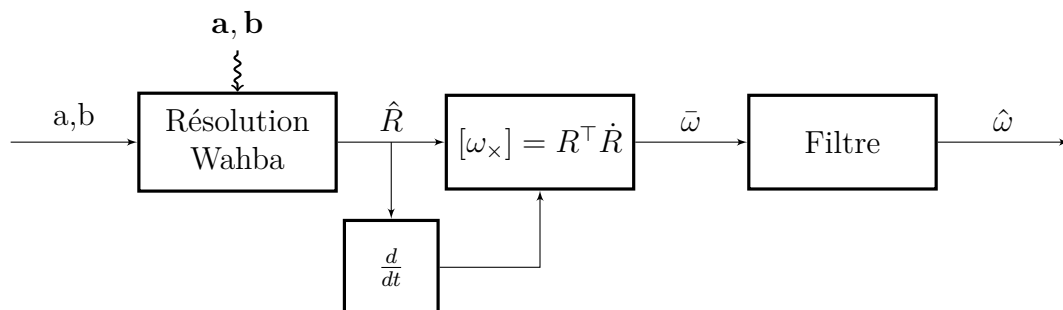 a, b
a,b
Résolution
Wahba
R̂
[ω×] = R⊤Ṙ
ω̄
Filtre
ω̂
d/dt